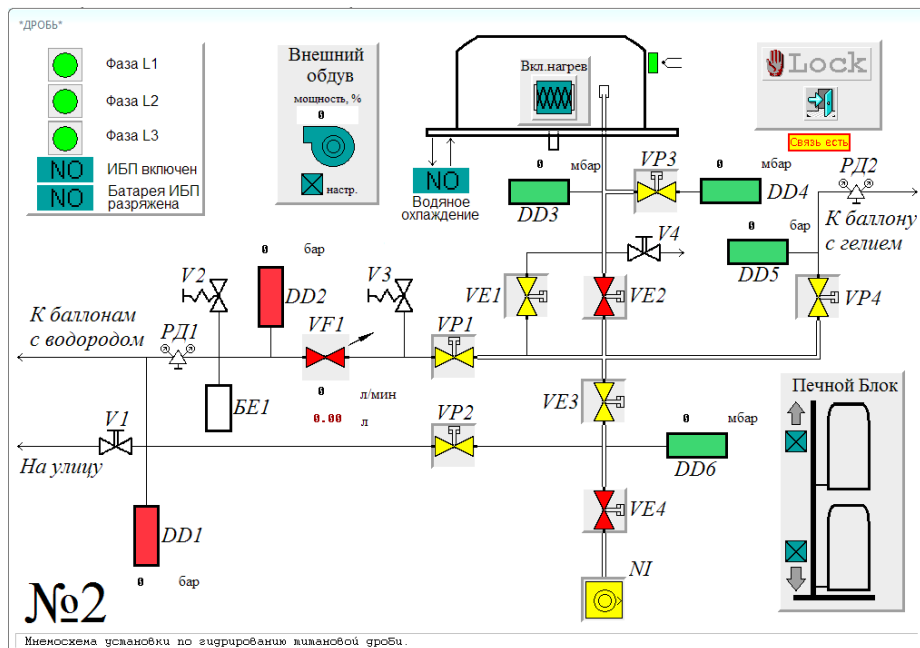 *ДРОБЬ*
Фаза L1
Фаза L2
Фаза L3
NO
ИБП включен
NO
Батарея ИБП
разряжена
Внешний
обдув
мощность, %
0
настр.
Вкл.нагрев
NO
Водяное
охлаждение
Lock
Связь есть
0 мбар
DD3
VP3
0 мбар
DD4
РД2
К баллону
с гелием
0 бар
DD5
V4
VP4
0 бар
DD2
V2
V3
VE1
VE2
К баллонам
с водородом
РД1
VF1
VP1
0 л/мин
0.00 л
БЕ1
VE3
V1
VP2
На улицу
0 мбар
DD6
Печной Блок
DD1
0 бар
VE4
NI
№2
Мнемосхема установки по гидрированию титановой дроби.